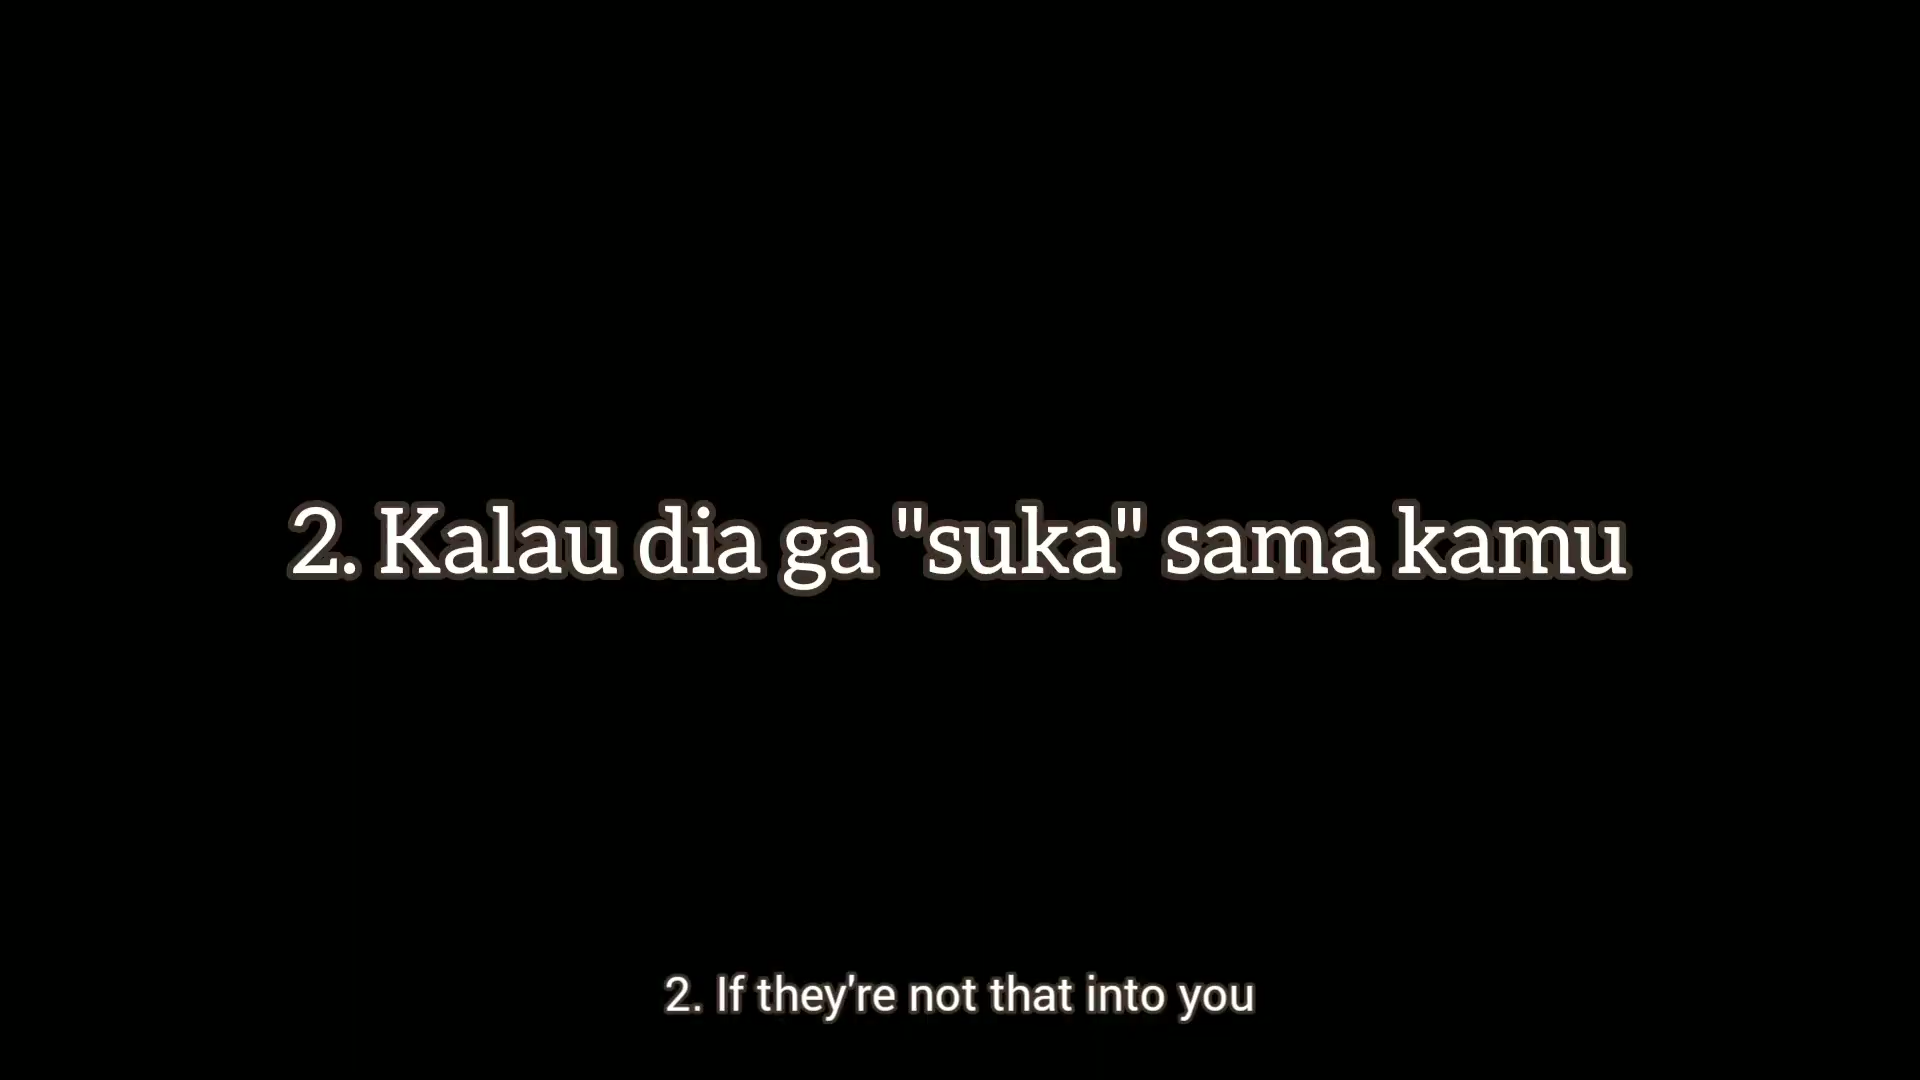 2. Kalau dia ga "suka" sama kamu
2. If they're not that into you